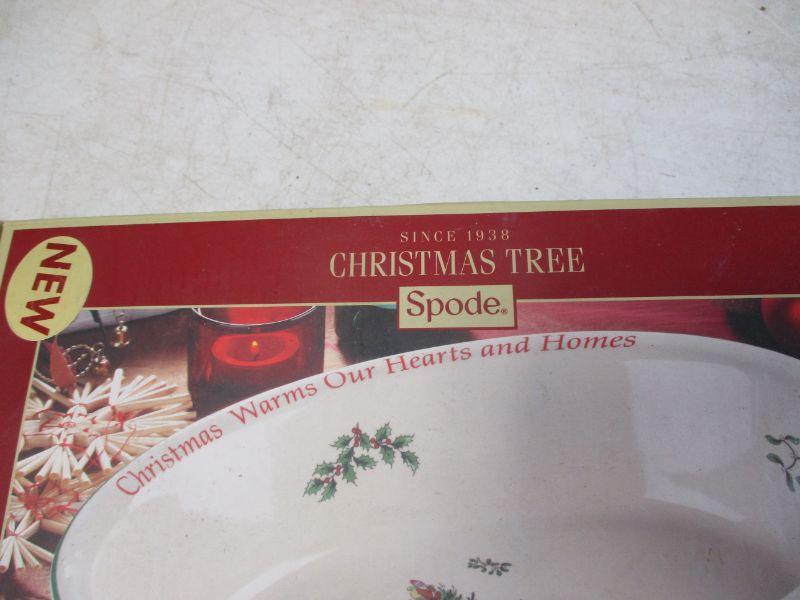 SINCE 1938
CHRISTMAS TREE
Spode®
NEW
Christmas Warms Our Hearts and Homes